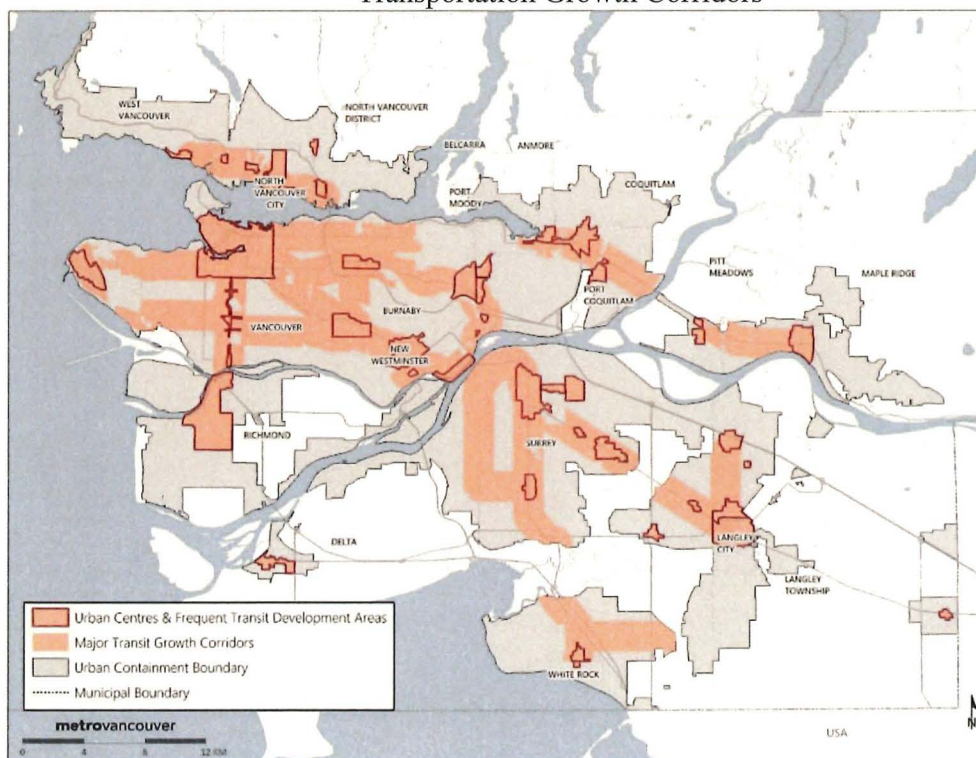 Transportation Growth Corridors
WEST
VANCOUVER
NORTH VANCOUVER
DISTRICT
BELCARRA
ANMORE
NORTH
VANCOUVER
CITY
PORT
MOODY
COQUITLAM
PITT
MEADOWS
MAPLE RIDGE
PORT
COQUITLAM
BURNABY
VANCOUVER
NEW
WESTMINSTER
RICHMOND
SURREY
DELTA
LANGLEY
CITY
LANGLEY
TOWNSHIP
WHITE ROCK
Urban Centres & Frequent Transit Development Areas
Major Transit Growth Corridors
Urban Containment Boundary
Municipal Boundary
metrovancouver
0 4 8 12 KM
USA
N